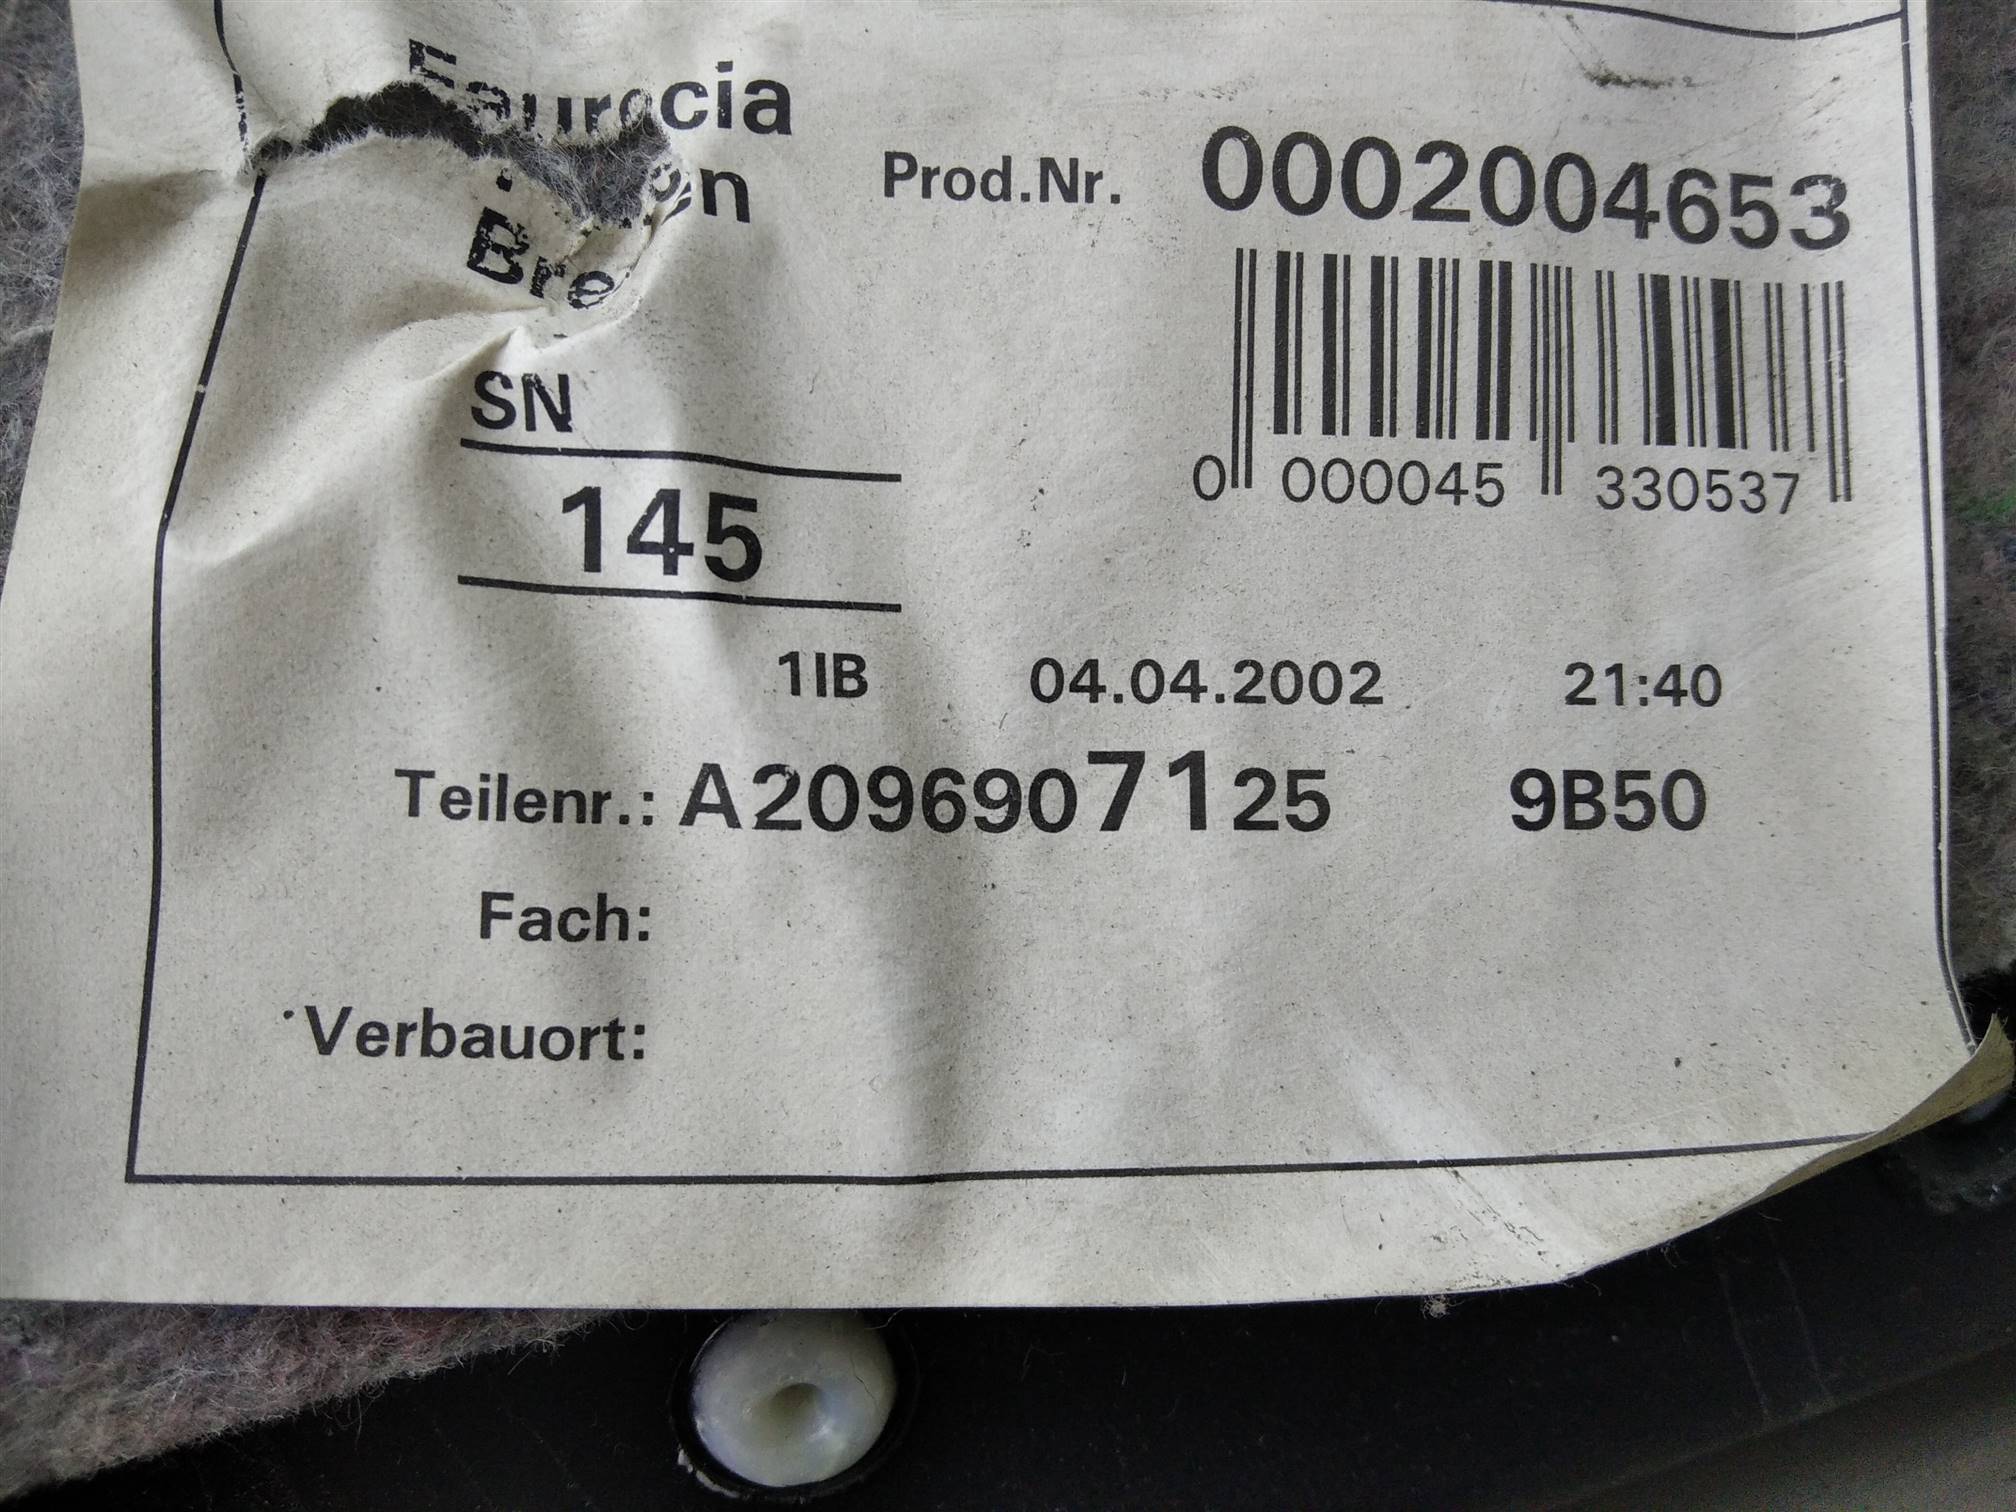 Faurecia
Prod.Nr. 0002004653
Bre
0 000045 330537
SN
145
1IB 04.04.2002 21:40
Teilenr.: A2096907125 9B50
Fach:
Verbauort: